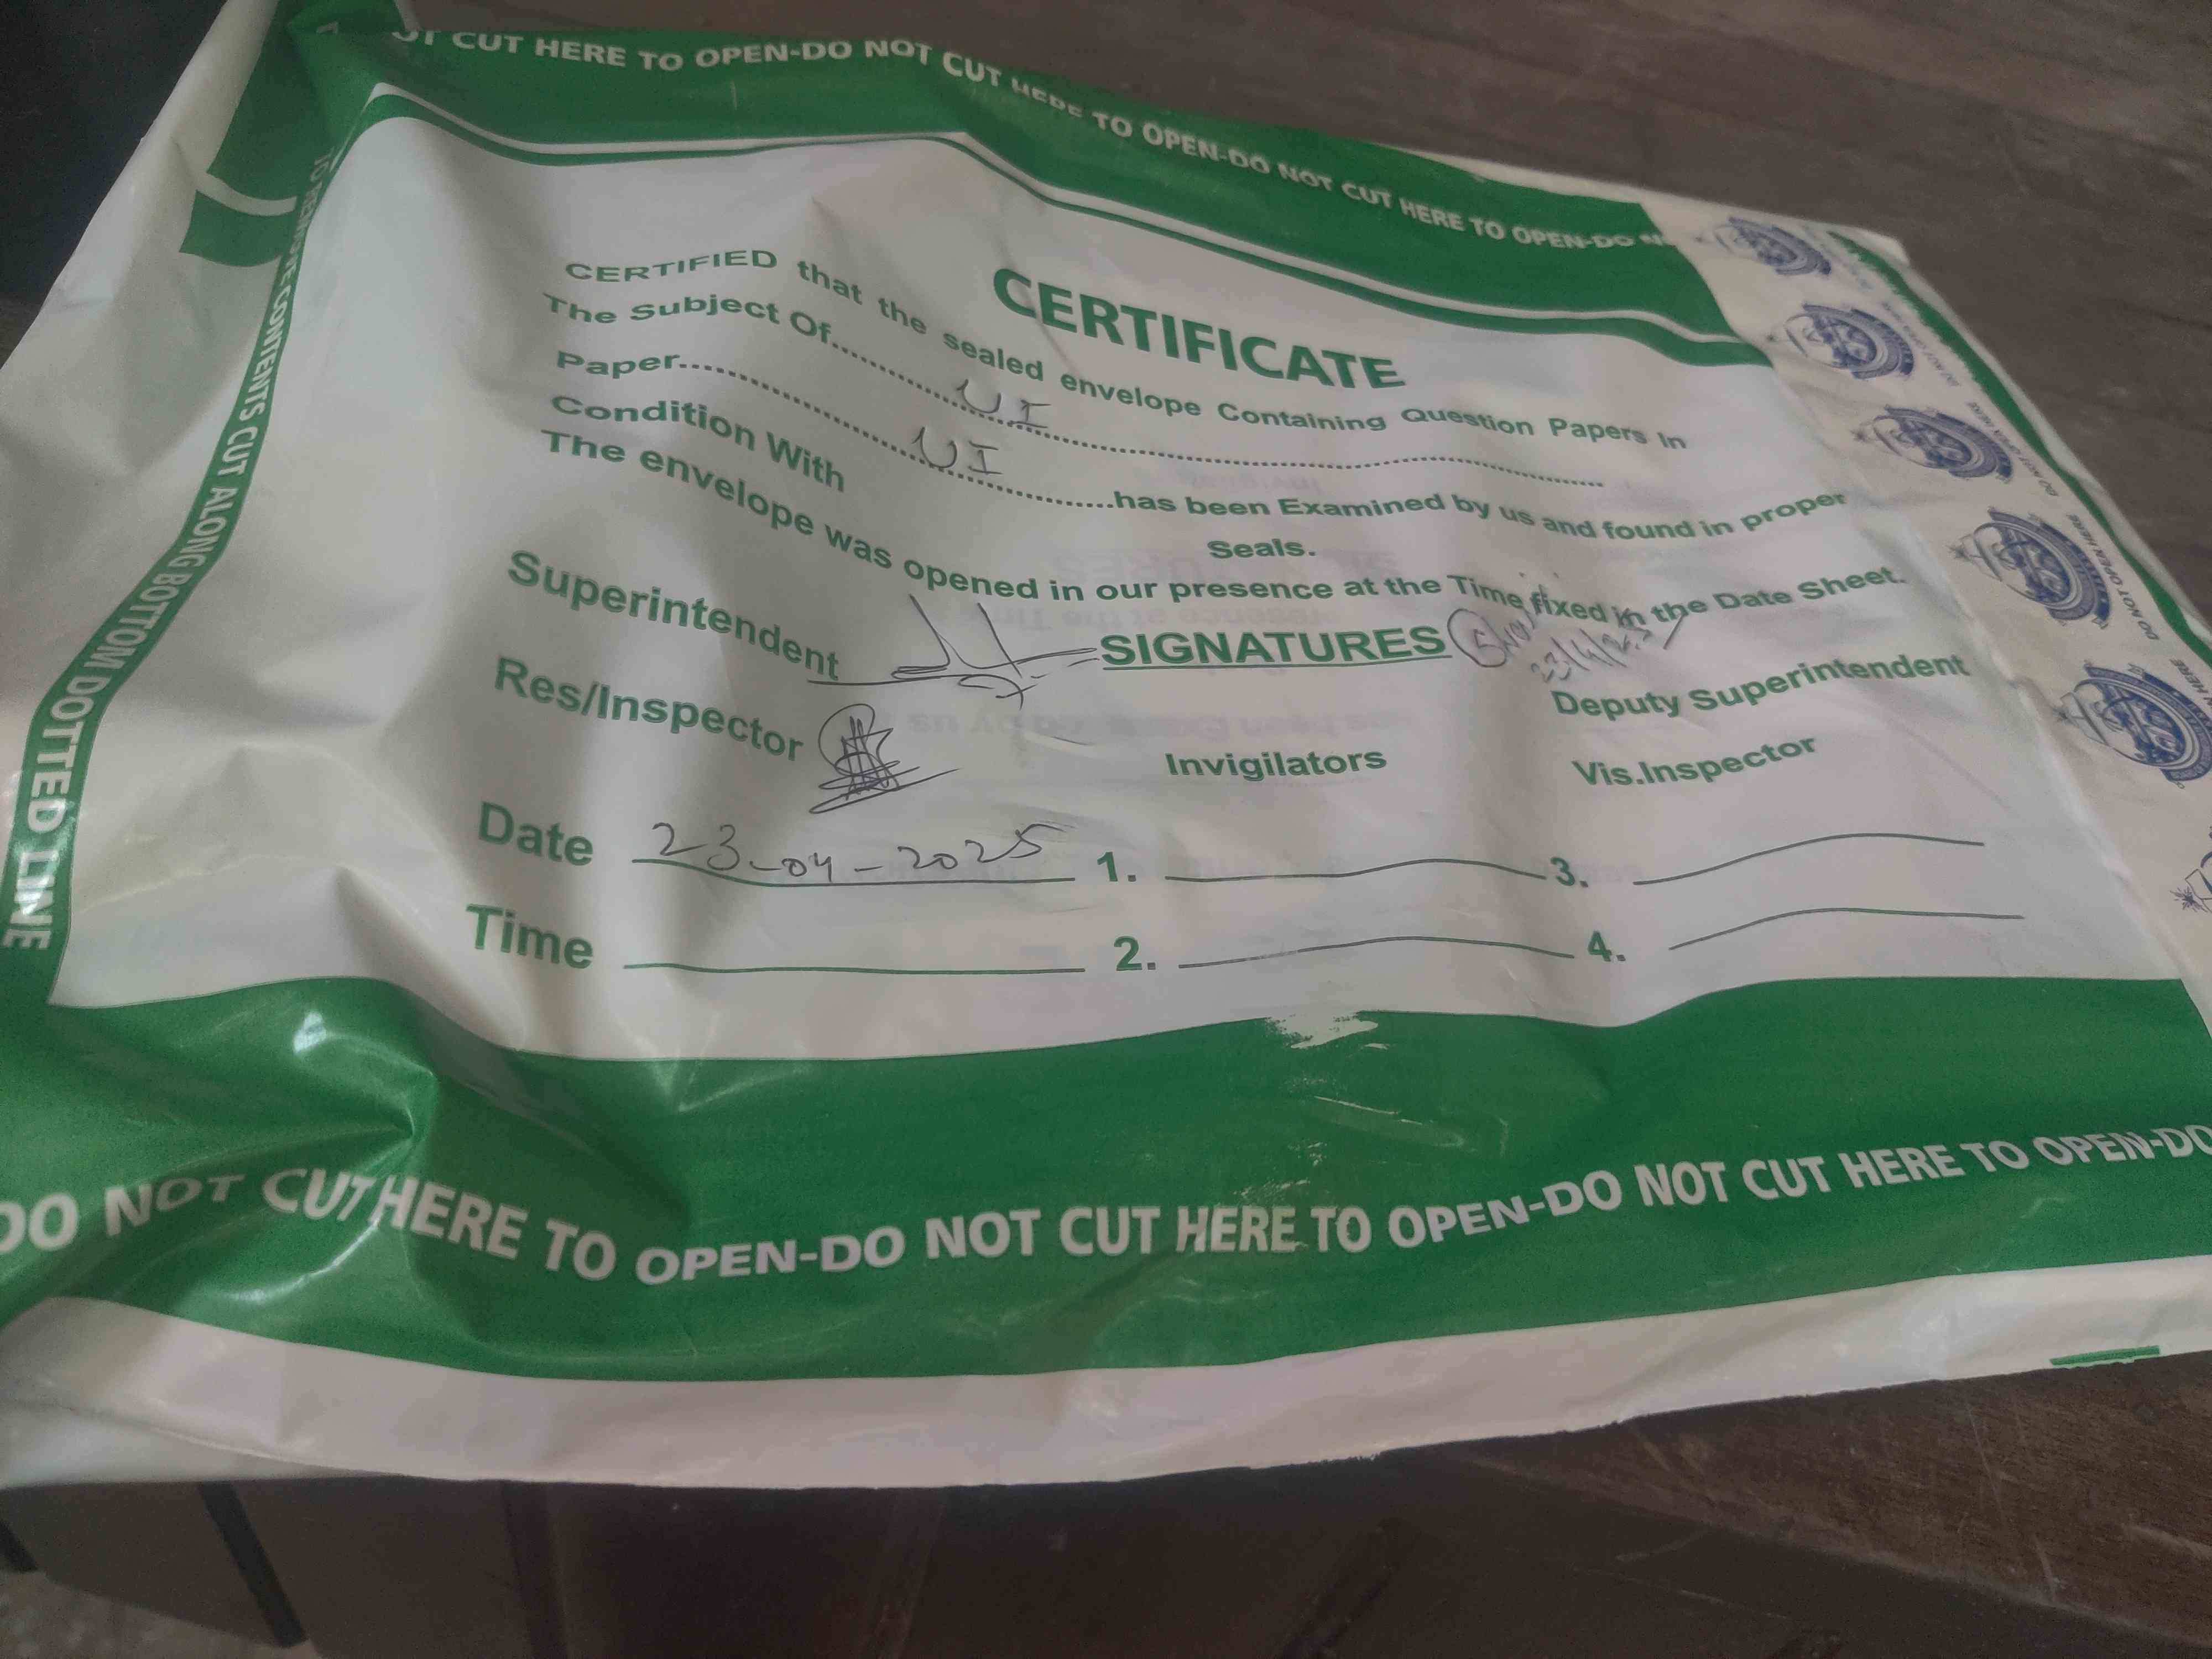 OT CUT HERE TO OPEN-DO NOT CUT HERE TO OPEN-DO NOT CUT HERE TO OPEN-DO N
TO REMOVE CONTENTS CUT ALONG BOTTOM DOTTED LINE
CERTIFICATE
CERTIFIED that the sealed envelope Containing Question Papers In
The Subject Of
Paper has been Examined by us and found in proper
Condition With Seals.
The envelope was opened in our presence at the Time fixed in the Date Sheet.
SIGNATURES
Superintendent Deputy Superintendent
Res/Inspector Invigilators Vis.Inspector
Date 23-04-2025 1. 3.
Time 2. 4.
DO NOT CUT HERE TO OPEN-DO NOT CUT HERE TO OPEN-DO NOT CUT HERE TO OPEN-DO
DO NOT OPEN HERE